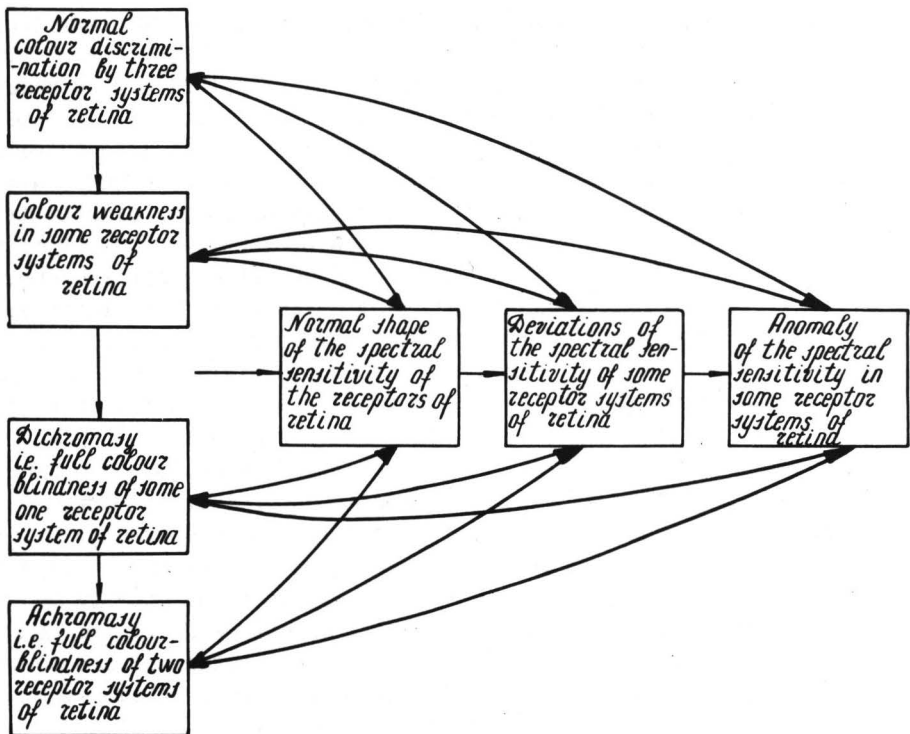 Normal
colour discrimi-
-nation by three
receptor systems
of retina
Colour weakness
in some receptor
systems of
retina
Normal shape
of the spectral
sensitivity of
the receptors of
retina
Deviations of
the spectral sen-
sitivity of some
receptor systems
of retina
Anomaly
of the spectral
sensitivity in
some receptor
systems of
retina
Dichromasy
i.e. full colour
blindness of some
one receptor
system of retina
Achromasy
i.e. full colour-
blindness of two
receptor systems
of retina